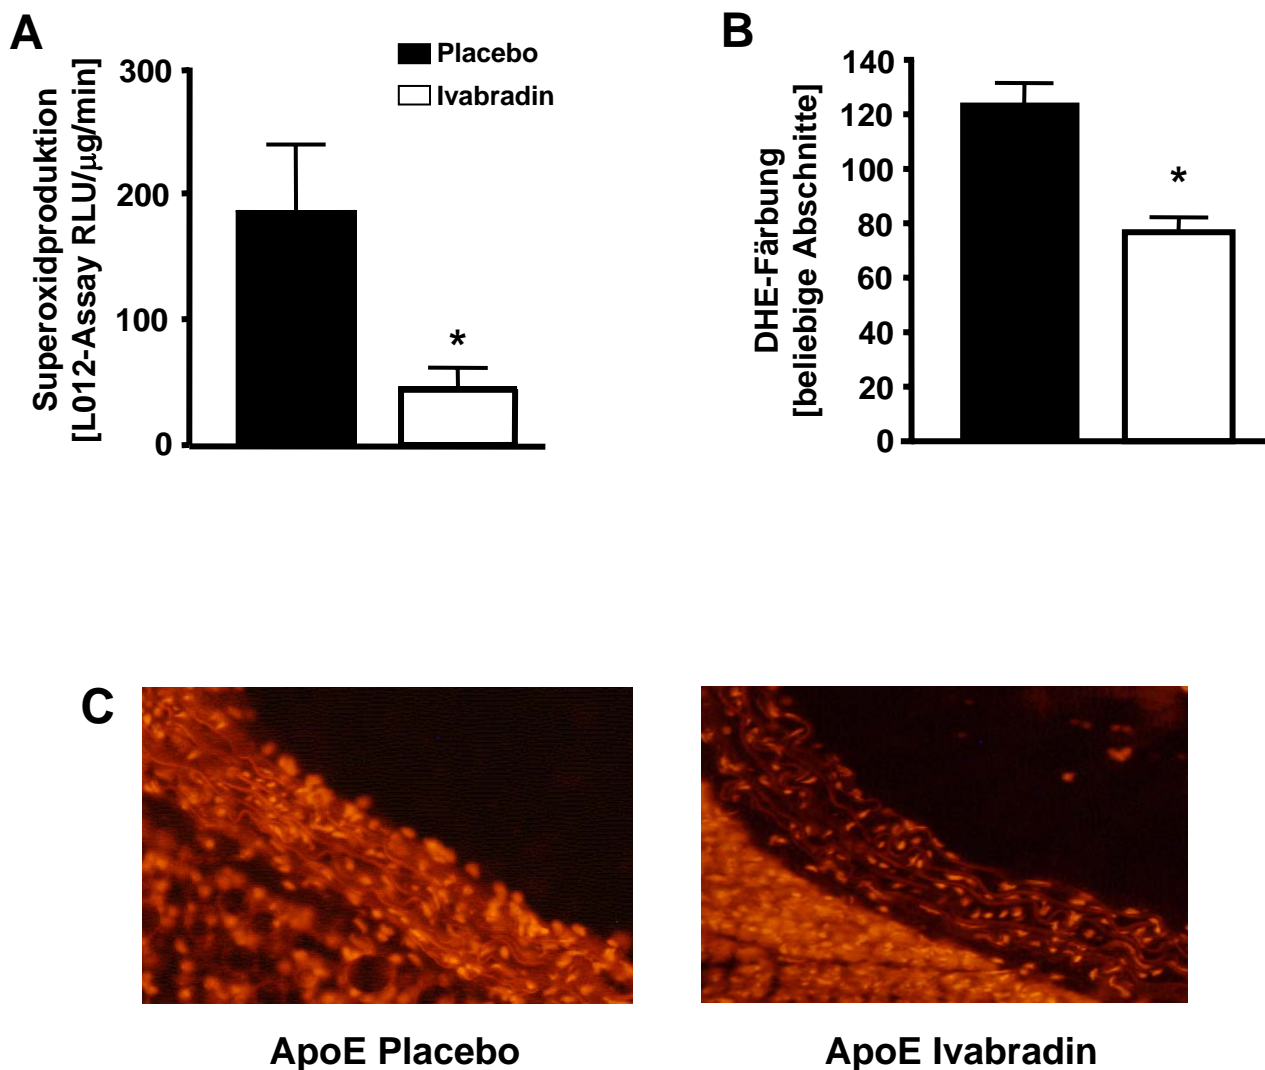 A
Superoxidproduktion
[L012-Assay RLU/µg/min]
300
200
100
0
Placebo
Ivabradin
*
B
DHE-Färbung
[beliebige Abschnitte]
140
120
100
80
60
40
20
0
*
C
ApoE Placebo
ApoE Ivabradin